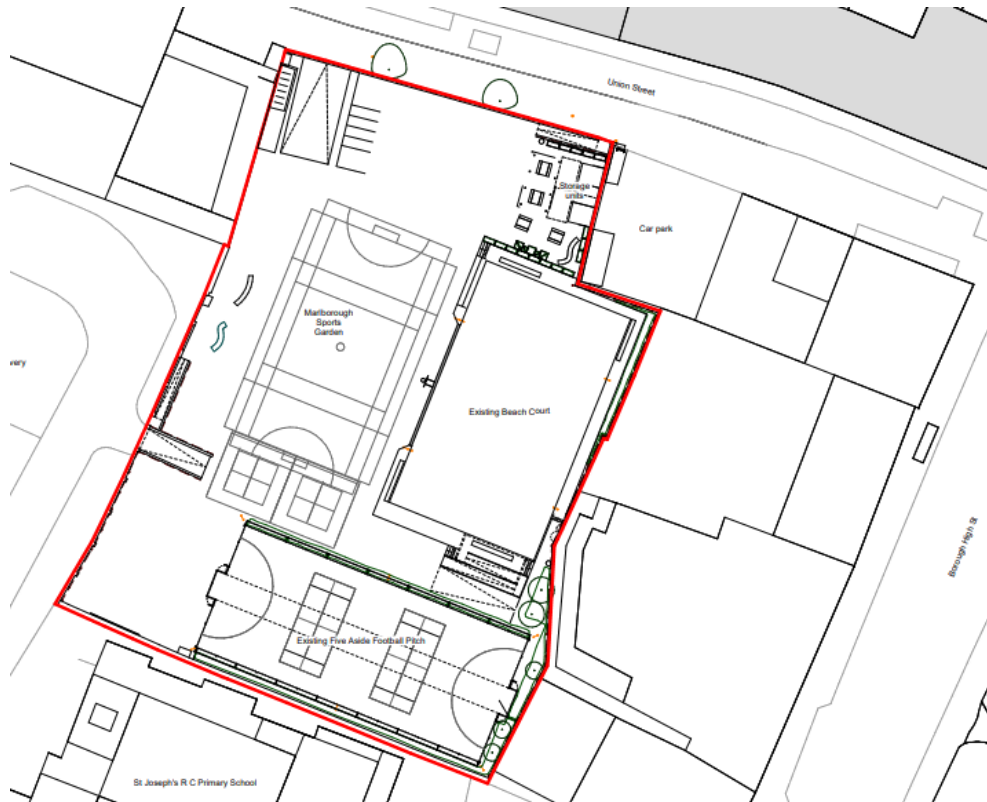 Union Street
Storage
units
Car park
Marlborough
Sports
Garden
very
Existing Beach Court
Borough High St
Existing Five Aside Football Pitch
St Joseph's R C Primary School